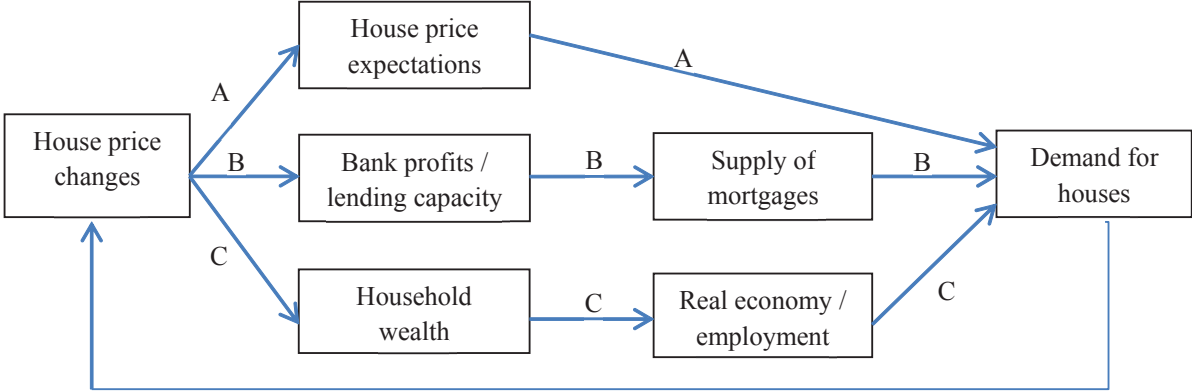 House price
expectations
A
A
House price
changes
B
Bank profits /
lending capacity
B
Supply of
mortgages
B
Demand for
houses
C
Household
wealth
C
Real economy /
employment
C